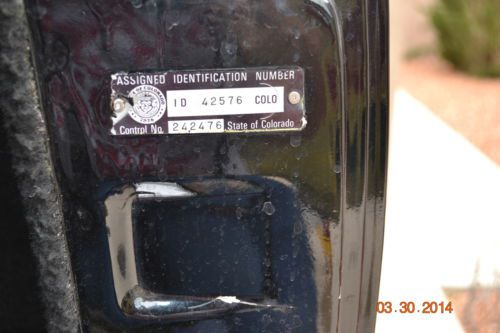 ASSIGNED IDENTIFICATION NUMBER
ID 42576 COLO
Control No. 242476 State of Colorado
03.30.2014